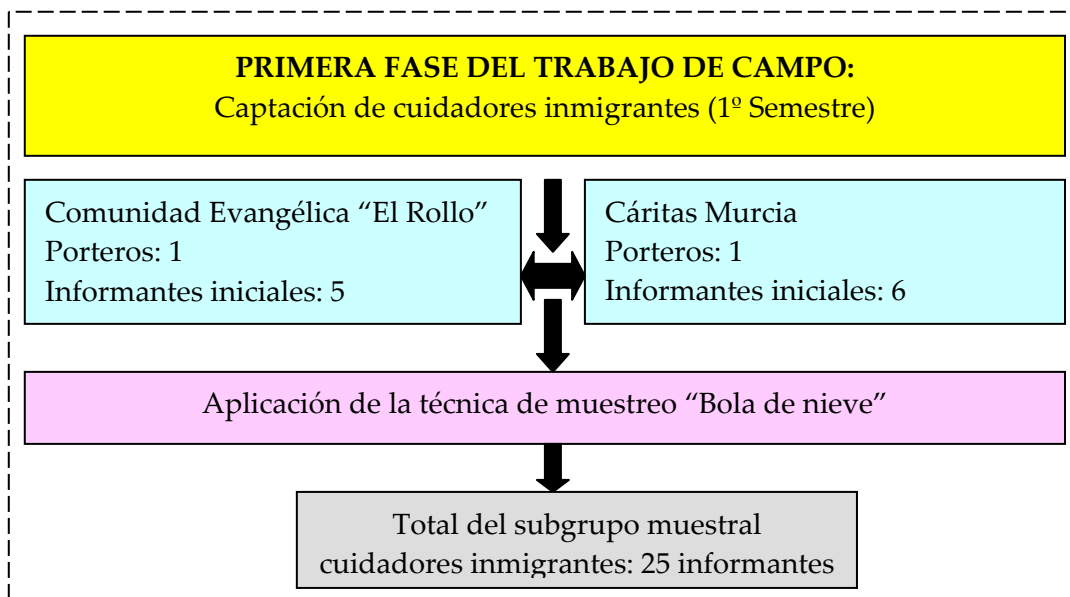 PRIMERA FASE DEL TRABAJO DE CAMPO:
Captación de cuidadores inmigrantes (1º Semestre)
Comunidad Evangélica “El Rollo”
Porteros: 1
Informantes iniciales: 5
Cáritas Murcia
Porteros: 1
Informantes iniciales: 6
Aplicación de la técnica de muestreo “Bola de nieve”
Total del subgrupo muestral
cuidadores inmigrantes: 25 informantes